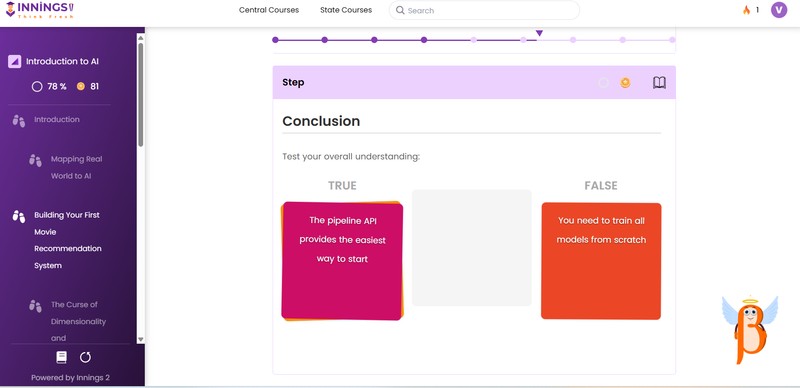 INNINGS
Think Fresh
Central Courses
State Courses
Search
1
V
Introduction to AI
78 %
81
Introduction
Mapping Real
World to AI
Building Your First
Movie
Recommendation
System
The Curse of
Dimensionality
and
Powered by Innings 2
Step
Conclusion
Test your overall understanding:
TRUE
The pipeline API
provides the easiest
way to start
FALSE
You need to train all
models from scratch